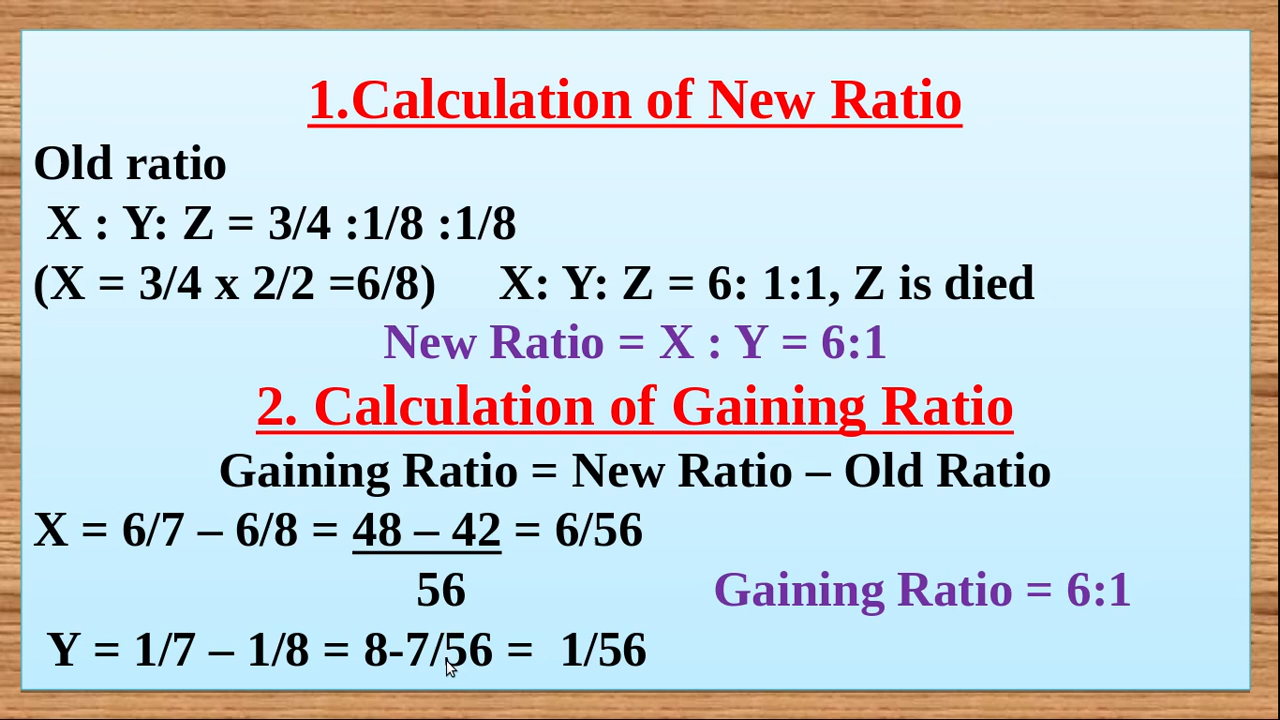 1.Calculation of New Ratio
Old ratio
X : Y: Z = 3/4 :1/8 :1/8
(X = 3/4 x 2/2 =6/8) X: Y: Z = 6: 1:1, Z is died
New Ratio = X : Y = 6:1
2. Calculation of Gaining Ratio
Gaining Ratio = New Ratio – Old Ratio
X = 6/7 – 6/8 = 48 – 42 = 6/56
56 Gaining Ratio = 6:1
Y = 1/7 – 1/8 = 8-7/56 = 1/56